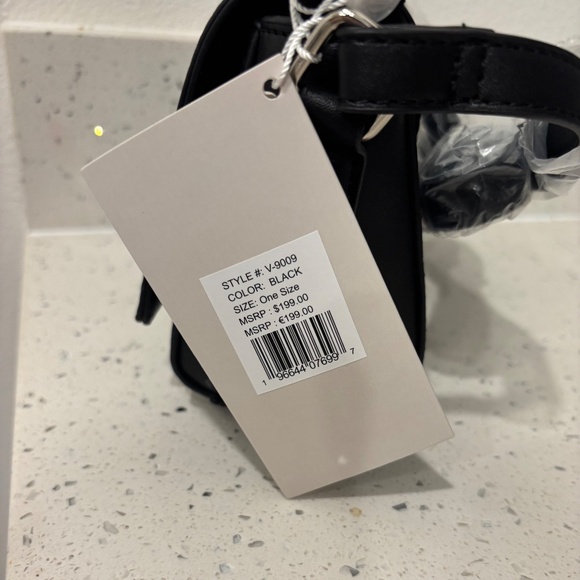 STYLE #: V-9009
COLOR: BLACK
SIZE: One Size
MSRP : $199.00
MSRP : €199.00
1 96644 07699 7